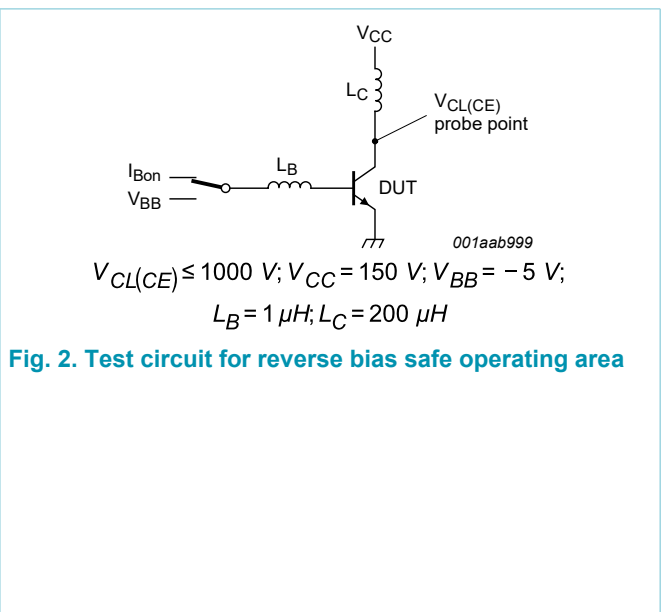 VCC
LC
VCL(CE)
probe point
IBon
LB
VBB
DUT
001aab999
VCL(CE) ≤ 1000 V; VCC = 150 V; VBB = − 5 V;
LB = 1 μH; LC = 200 μH
Fig. 2. Test circuit for reverse bias safe operating area